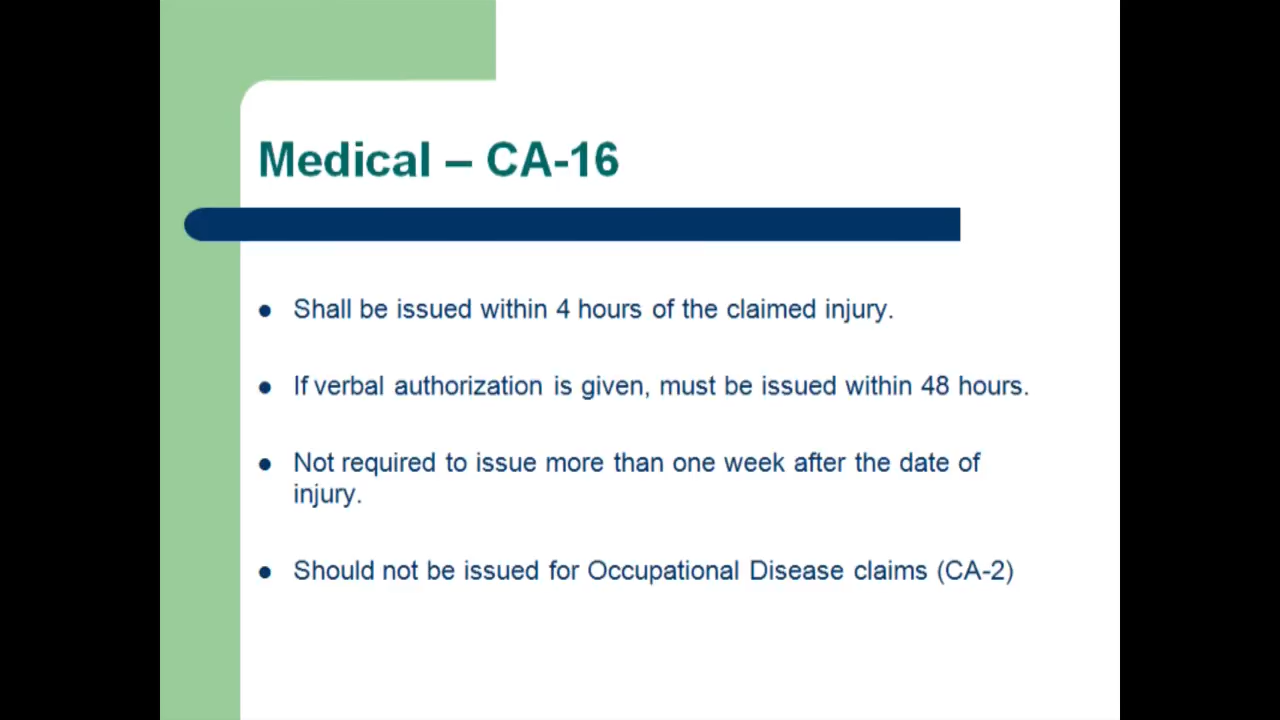 Medical – CA-16
Shall be issued within 4 hours of the claimed injury.
If verbal authorization is given, must be issued within 48 hours.
Not required to issue more than one week after the date of
injury.
Should not be issued for Occupational Disease claims (CA-2)